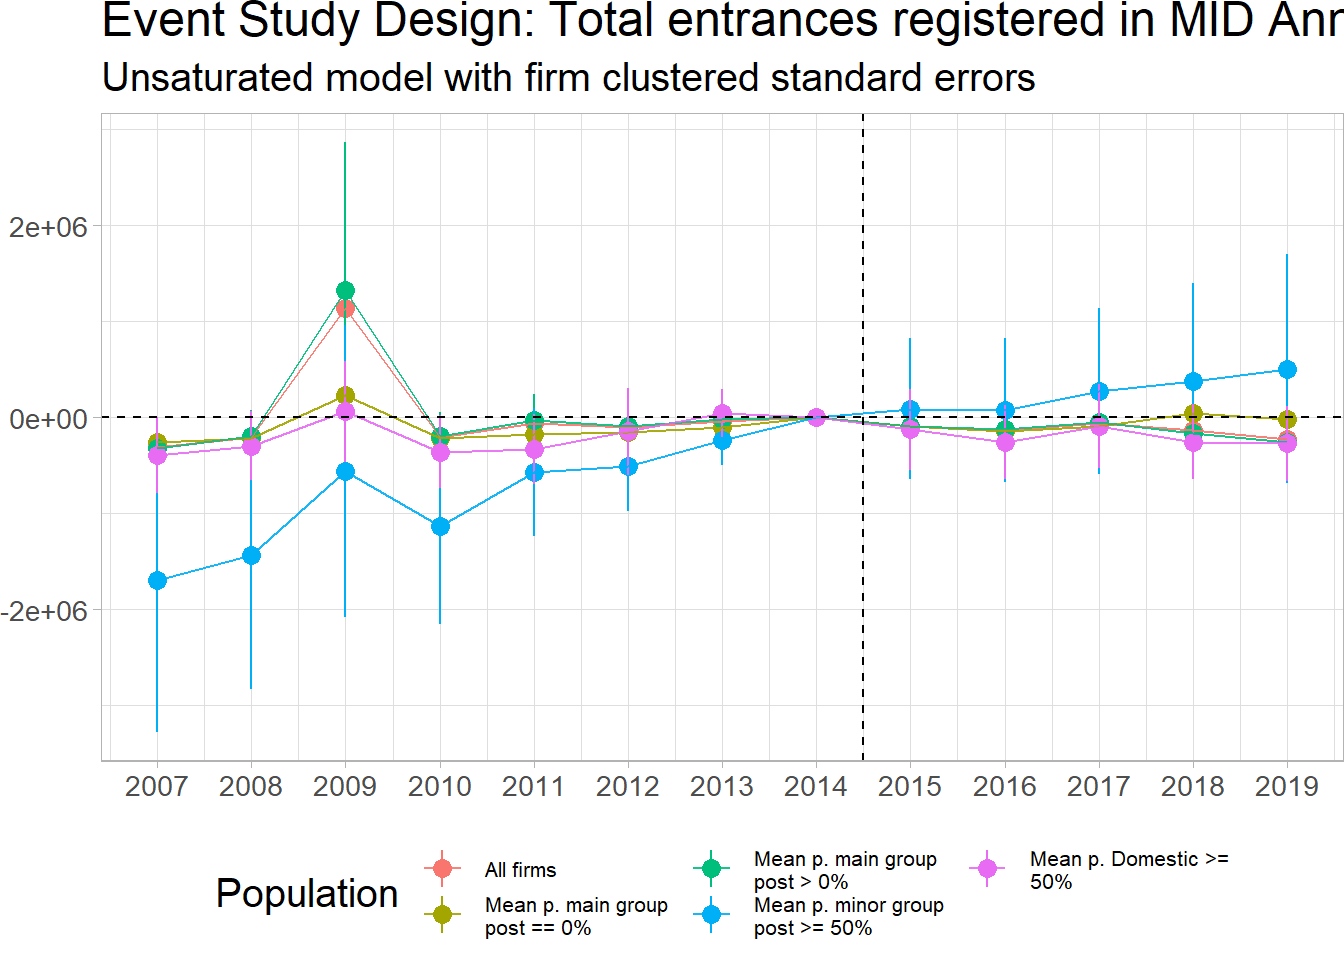 Event Study Design: Total entrances registered in MID Ann
Unsaturated model with firm clustered standard errors
2e+06
0e+00
-2e+06
2007 2008 2009 2010 2011 2012 2013 2014 2015 2016 2017 2018 2019
Population
All firms
Mean p. main group
post == 0%
Mean p. main group
post > 0%
Mean p. minor group
post >= 50%
Mean p. Domestic >=
50%